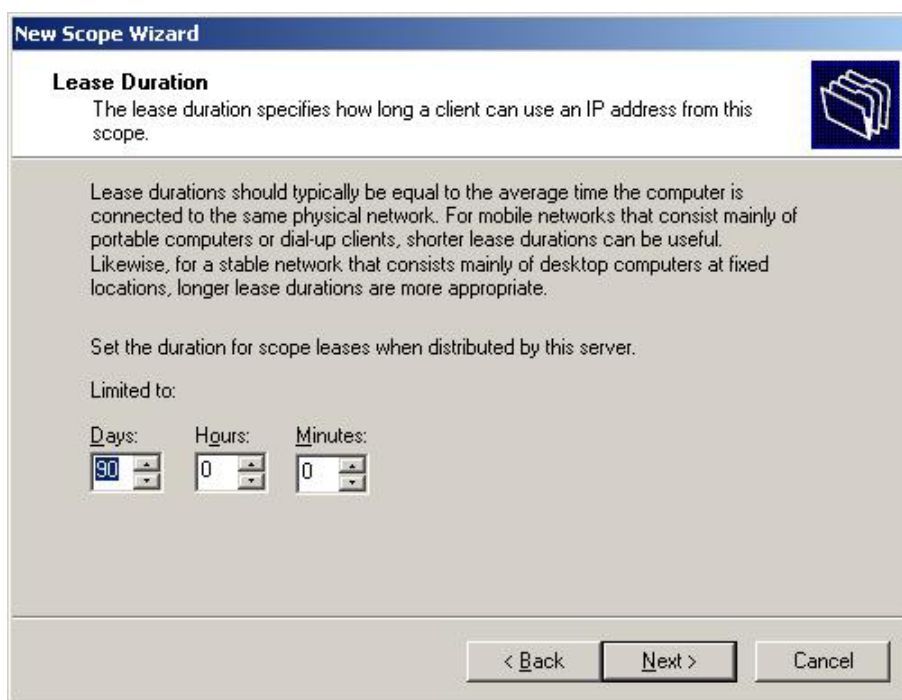 New Scope Wizard
Lease Duration
The lease duration specifies how long a client can use an IP address from this
scope.
Lease durations should typically be equal to the average time the computer is
connected to the same physical network. For mobile networks that consist mainly of
portable computers or dial-up clients, shorter lease durations can be useful.
Likewise, for a stable network that consists mainly of desktop computers at fixed
locations, longer lease durations are more appropriate.
Set the duration for scope leases when distributed by this server.
Limited to:
Days: Hours: Minutes:
90 0 0
< Back Next > Cancel